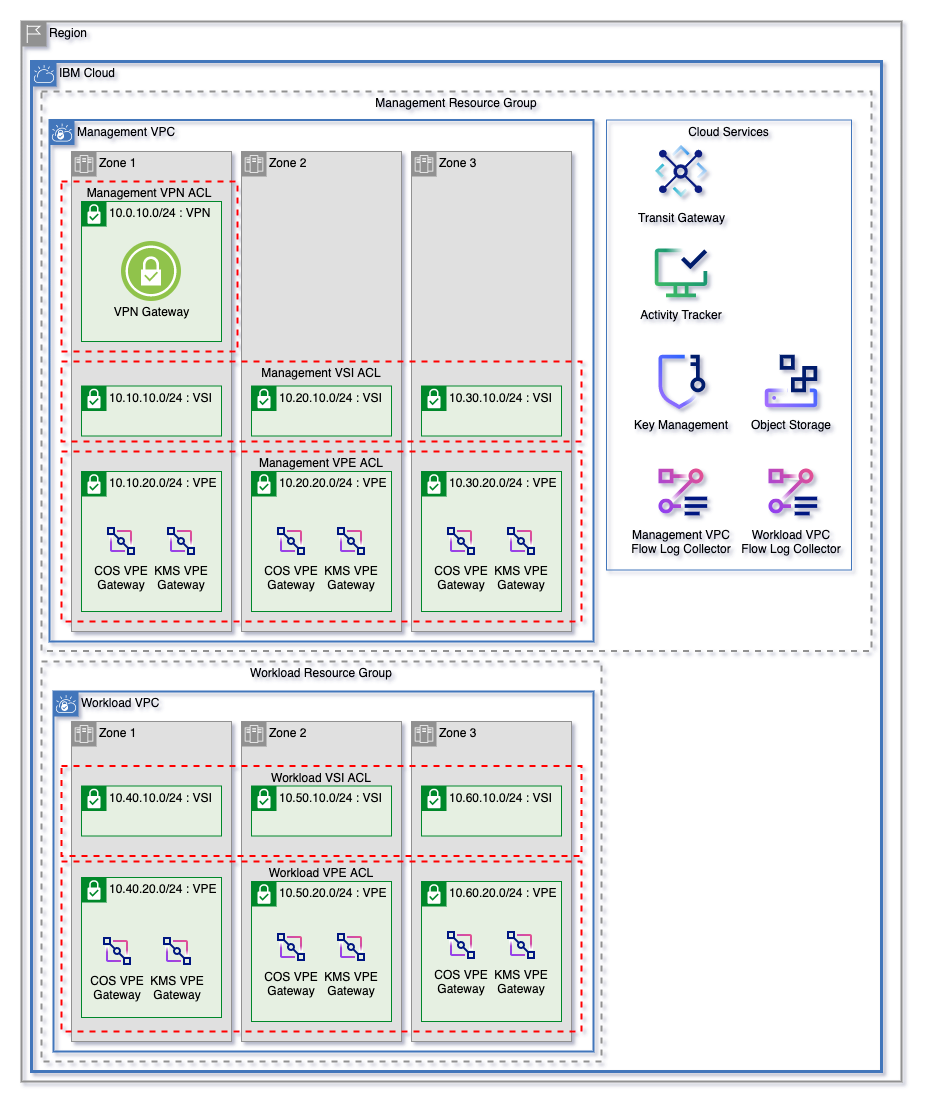 Region
IBM Cloud
Management Resource Group
Management VPC
Zone 1
Zone 2
Zone 3
Management VPN ACL
10.0.10.0/24 : VPN
VPN Gateway
Management VSI ACL
10.10.10.0/24 : VSI
10.20.10.0/24 : VSI
10.30.10.0/24 : VSI
Management VPE ACL
10.10.20.0/24 : VPE
10.20.20.0/24 : VPE
10.30.20.0/24 : VPE
COS VPE
Gateway
KMS VPE
Gateway
COS VPE
Gateway
KMS VPE
Gateway
COS VPE
Gateway
KMS VPE
Gateway
Cloud Services
Transit Gateway
Activity Tracker
Key Management
Object Storage
Management VPC
Flow Log Collector
Workload VPC
Flow Log Collector
Workload Resource Group
Workload VPC
Zone 1
Zone 2
Zone 3
Workload VSI ACL
10.40.10.0/24 : VSI
10.50.10.0/24 : VSI
10.60.10.0/24 : VSI
Workload VPE ACL
10.40.20.0/24 : VPE
10.50.20.0/24 : VPE
10.60.20.0/24 : VPE
COS VPE
Gateway
KMS VPE
Gateway
COS VPE
Gateway
KMS VPE
Gateway
COS VPE
Gateway
KMS VPE
Gateway